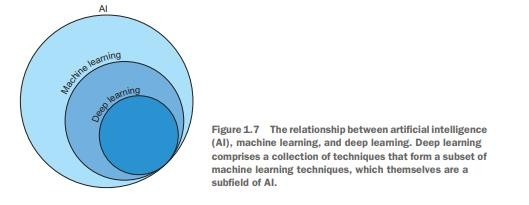 AI
Machine learning
Deep learning
Figure 1.7 The relationship between artificial intelligence
(AI), machine learning, and deep learning. Deep learning
comprises a collection of techniques that form a subset of
machine learning techniques, which themselves are a
subfield of AI.